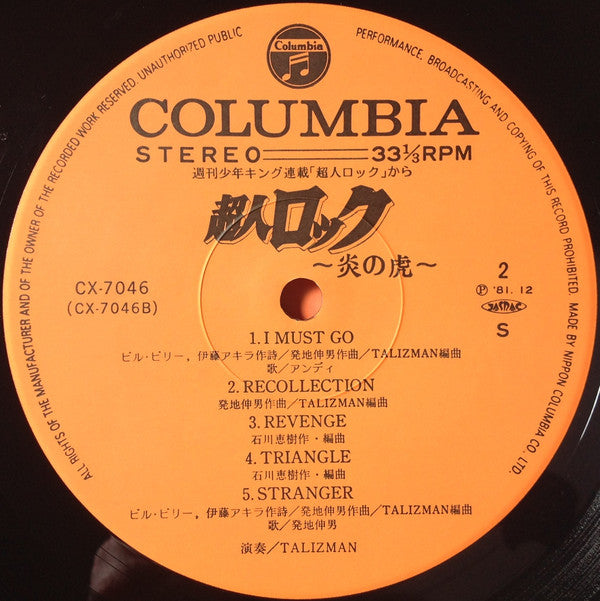 ALL RIGHTS OF THE MANUFACTURER AND OF THE OWNER OF THE RECORDED WORK RESERVED. UNAUTHORIZED PUBLIC PERFORMANCE, BROADCASTING AND COPYING OF THIS RECORD PROHIBITED. MADE BY NIPPON COLUMBIA CO., LTD.
Columbia
COLUMBIA
STEREO 33⅓RPM
週刊少年キング連載「超人ロック」から
超人ロック
～炎の虎～
CX-7046
(CX-7046B)
2
Ⓟ '81. 12
JASRAC
S
1. I MUST GO
ビル・ビリー，伊藤アキラ作詩／発地伸男作曲／TALIZMAN編曲
歌／アンディ
2. RECOLLECTION
発地伸男作曲／TALIZMAN編曲
3. REVENGE
石川恵樹作・編曲
4. TRIANGLE
石川恵樹作・編曲
5. STRANGER
ビル・ビリー，伊藤アキラ作詩／発地伸男作曲／TALIZMAN編曲
歌／発地伸男
演奏／TALIZMAN